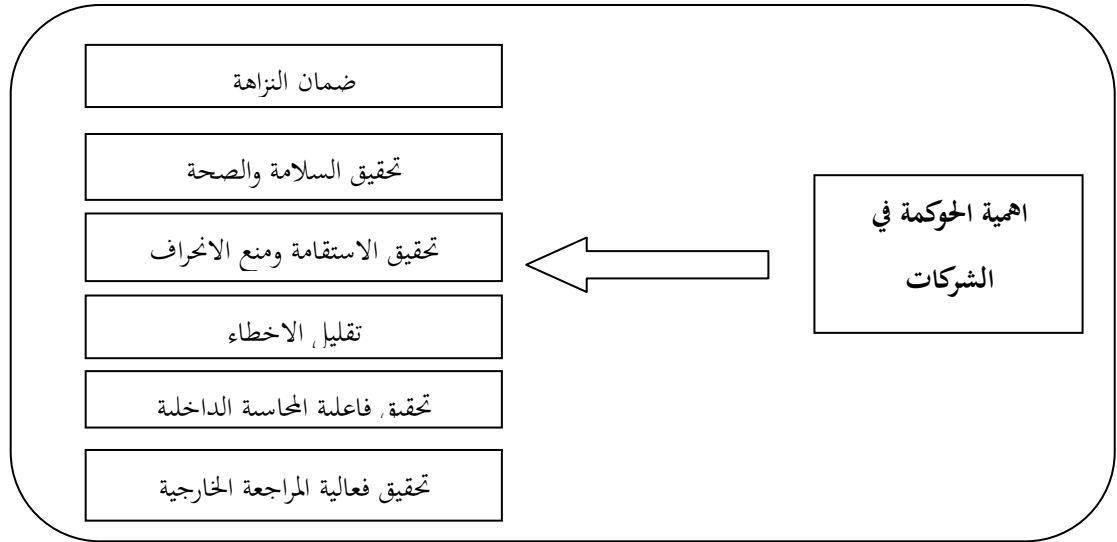 اهمية الحوكمة في
الشركات
ضمان النزاهة
تحقيق السلامة والصحة
تحقيق الاستقامة ومنع الانحراف
تقليل الاخطاء
تحقيق فاعلية المحاسبة الداخلية
تحقيق فعالية المراجعة الخارجية